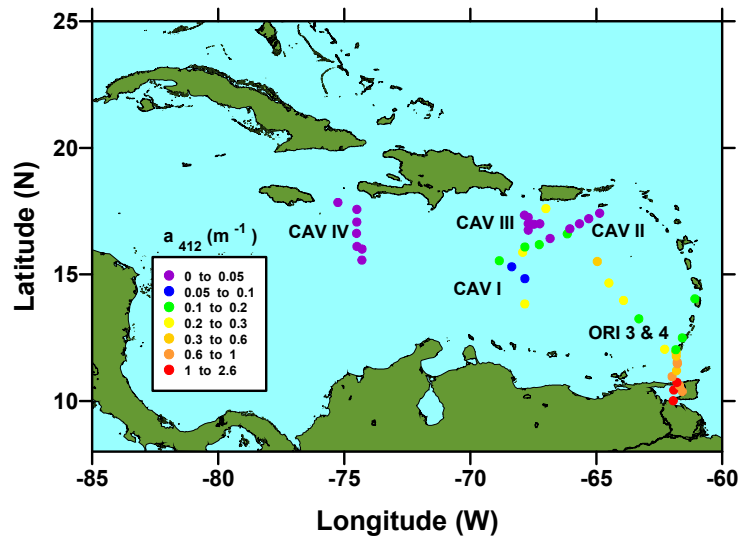 25
20
15
10
Latitude (N)
CAV III
CAV II
CAV IV
CAV I
ORI 3 & 4
a 412 (m-1)
0 to 0.05
0.05 to 0.1
0.1 to 0.2
0.2 to 0.3
0.3 to 0.6
0.6 to 1
1 to 2.6
-85 -80 -75 -70 -65 -60
Longitude (W)